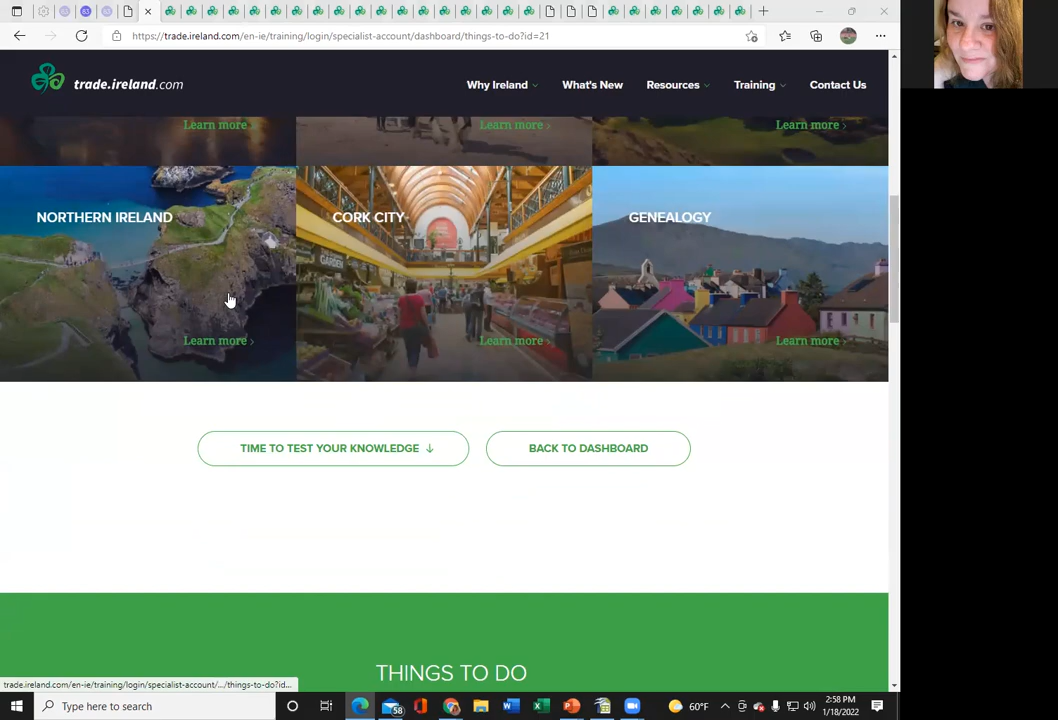 https://trade.ireland.com/en-ie/training/login/specialist-account/dashboard/things-to-do?id=21
trade.ireland.com
Why Ireland
What's New
Resources
Training
Contact Us
Learn more
Learn more
Learn more
NORTHERN IRELAND
CORK CITY
GENEALOGY
Learn more
Learn more
Learn more
TIME TO TEST YOUR KNOWLEDGE
BACK TO DASHBOARD
THINGS TO DO
trade.ireland.com/en-ie/training/login/specialist-account/.../things-to-do?id...
Type here to search
58
60°F
2:58 PM
1/18/2022